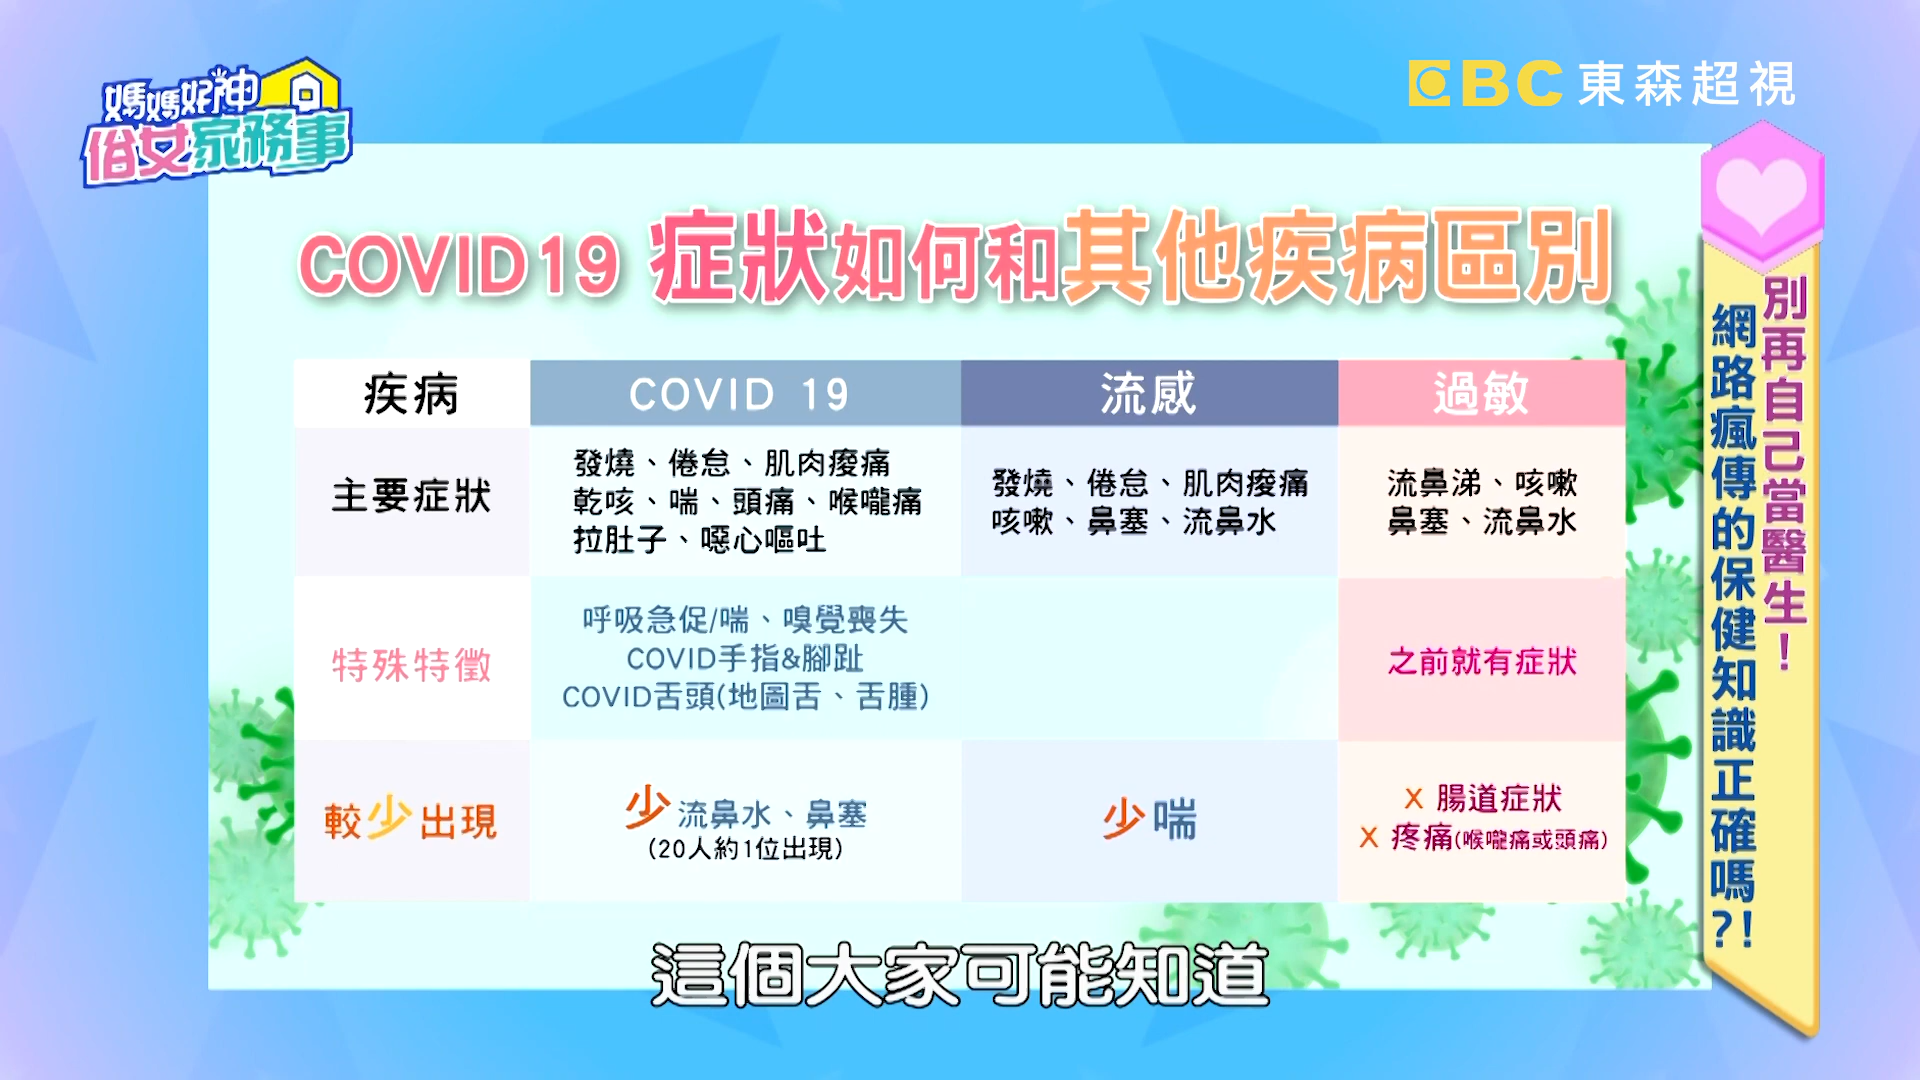 媽媽好神
俗女家務事
EBC 東森超視
COVID19 症狀如何和其他疾病區別
疾病
COVID 19
流感
過敏
主要症狀
發燒、倦怠、肌肉痠痛
乾咳、喘、頭痛、喉嚨痛
拉肚子、噁心嘔吐
發燒、倦怠、肌肉痠痛
咳嗽、鼻塞、流鼻水
流鼻涕、咳嗽
鼻塞、流鼻水
特殊特徵
呼吸急促/喘、嗅覺喪失
COVID手指&腳趾
COVID舌頭(地圖舌、舌腫)
之前就有症狀
較少出現
少 流鼻水、鼻塞
(20人約1位出現)
少 喘
X 腸道症狀
X 疼痛(喉嚨痛或頭痛)
別再自己當醫生！
網路瘋傳的保健知識正確嗎?!
這個大家可能知道